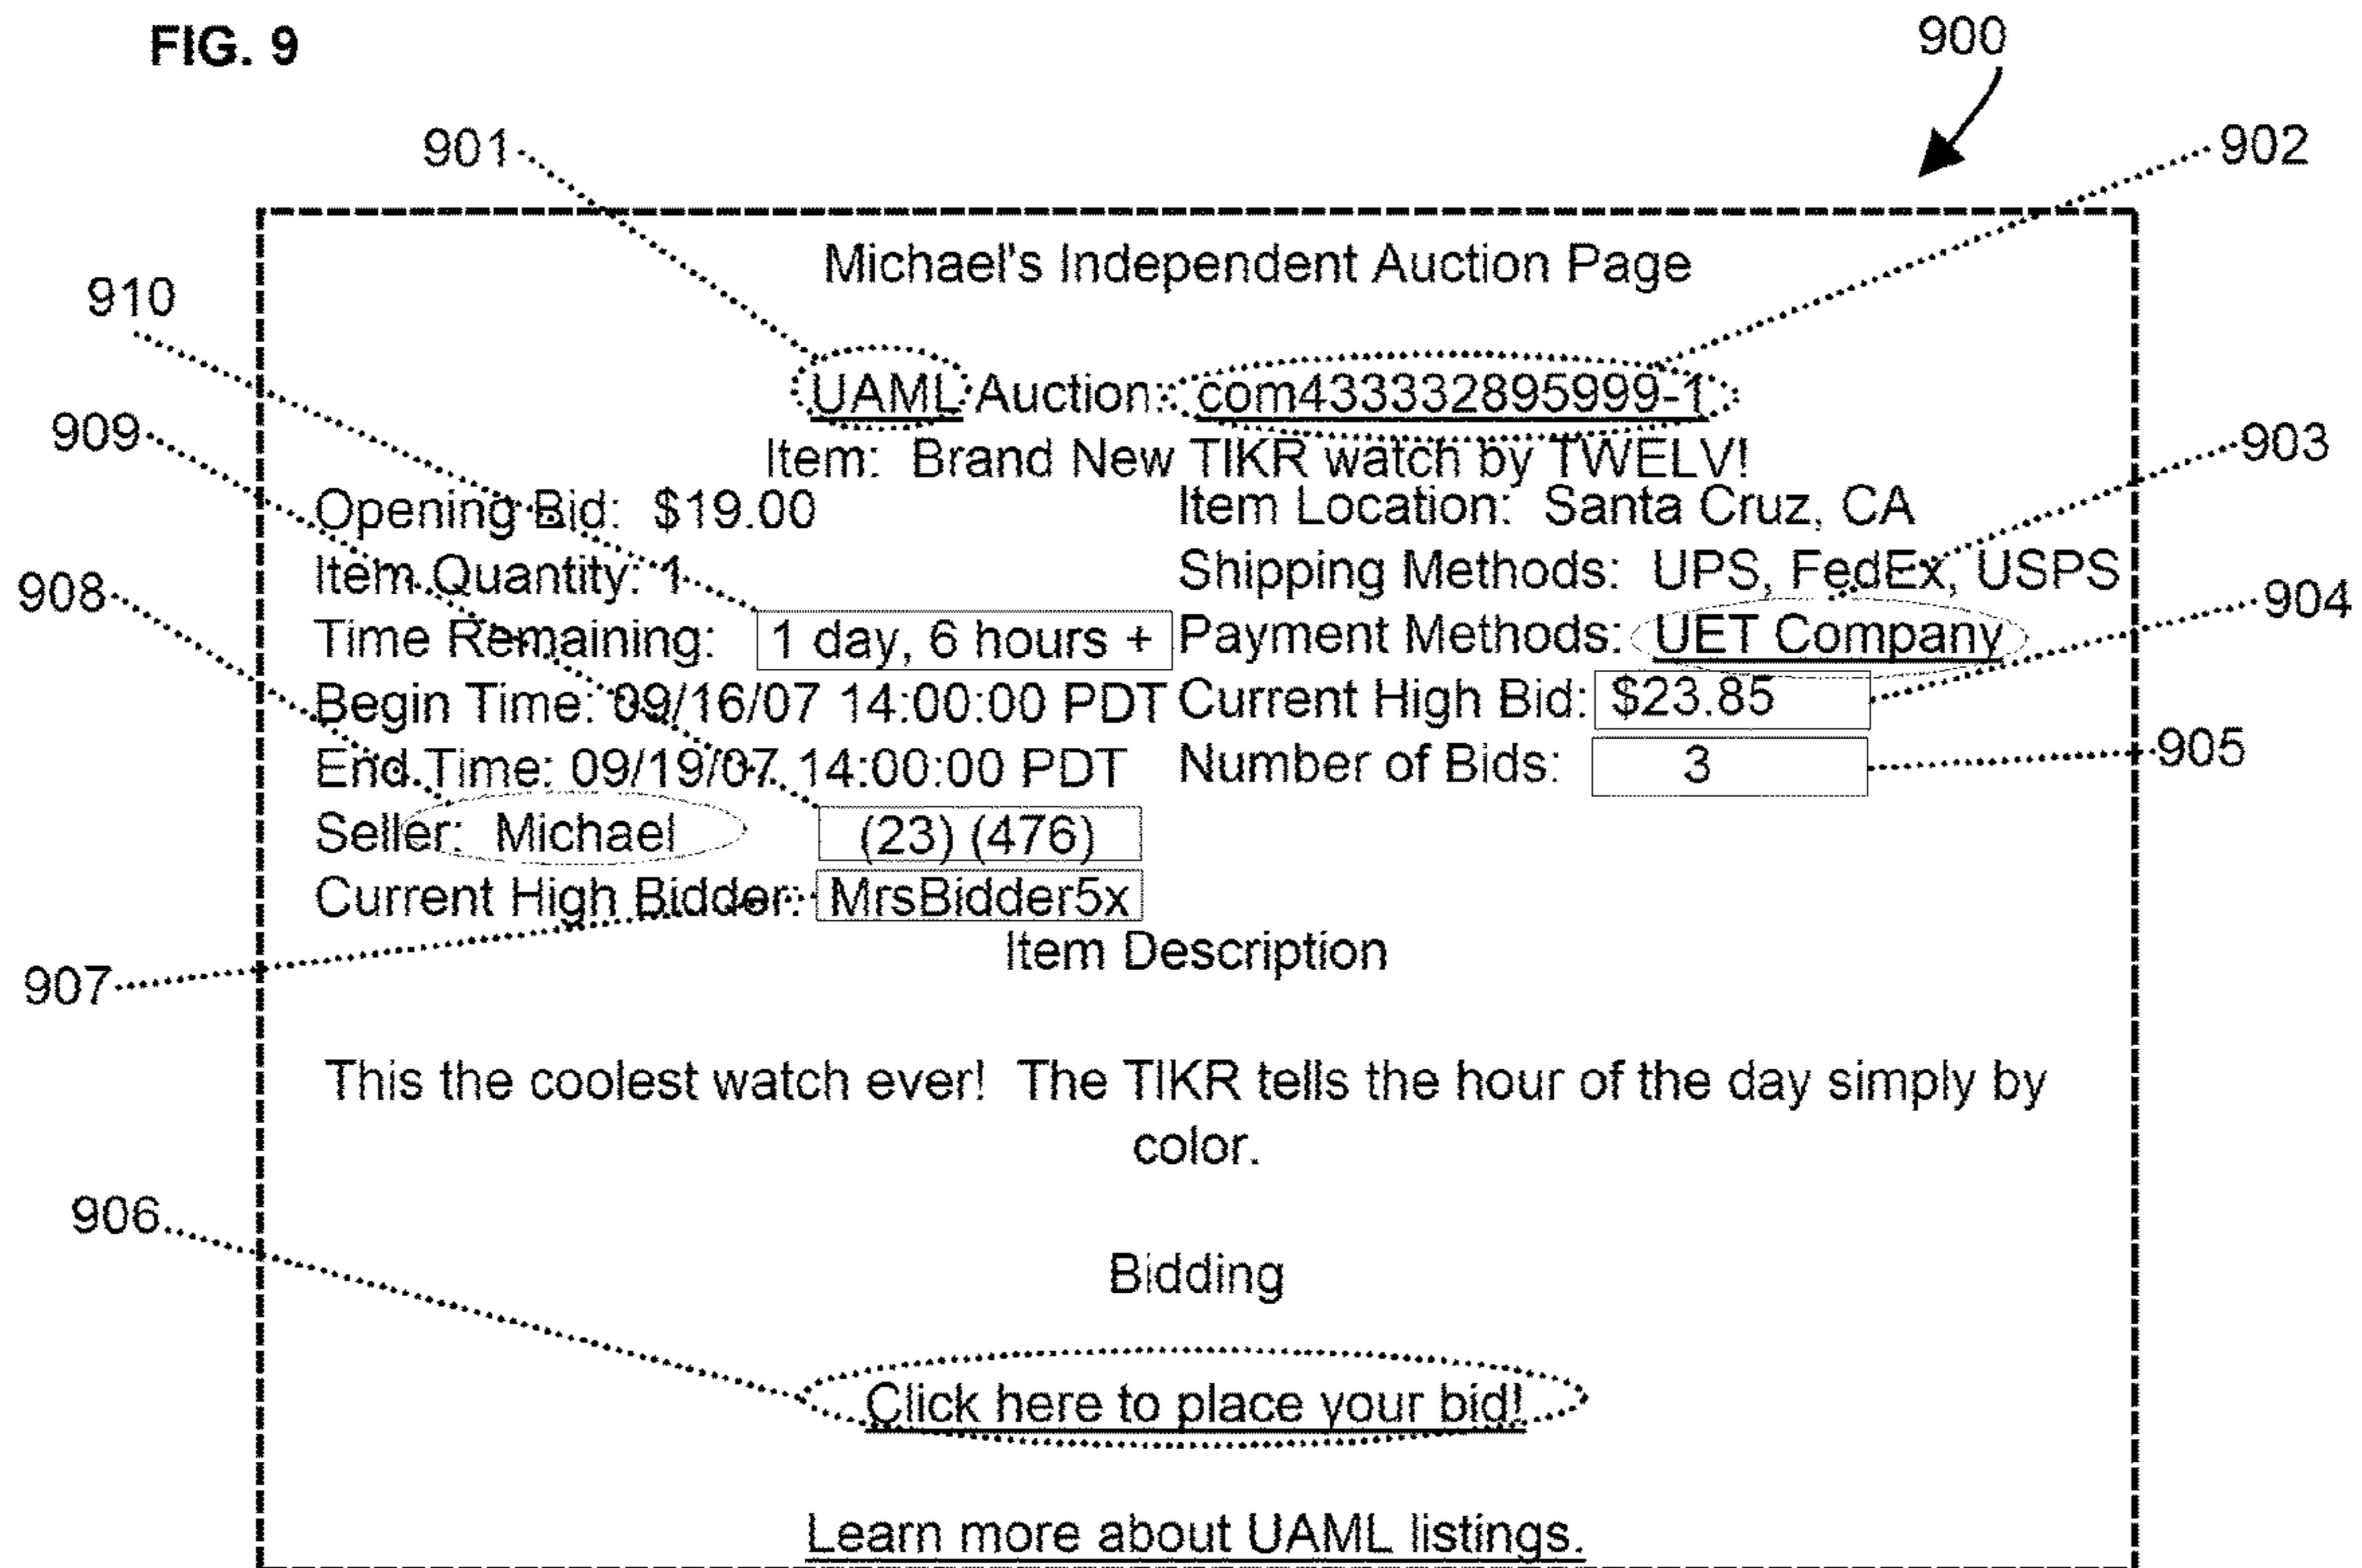 FIG. 9
900
901
902
Michael's Independent Auction Page
910
UAML Auction: com433332895999-1
909
903
Item:  Brand New TIKR watch by TWELV!
Opening Bid:  $19.00
Item Location:  Santa Cruz, CA
Item Quantity: 1
Shipping Methods:  UPS, FedEx, USPS
908
904
Time Remaining:  1 day, 6 hours +
Payment Methods:  UET Company
Begin Time: 09/16/07 14:00:00 PDT
Current High Bid: $23.85
End Time: 09/19/07 14:00:00 PDT
Number of Bids:  3
905
Seller:  Michael  (23) (476)
Current High Bidder: MrsBidder5x
907
Item Description
This the coolest watch ever!  The TIKR tells the hour of the day simply by
color.
906
Bidding
Click here to place your bid!
Learn more about UAML listings.